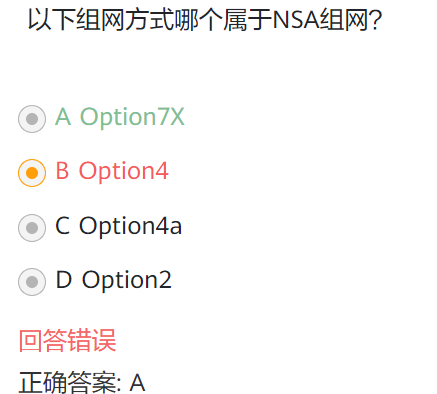 以下组网方式哪个属于NSA组网?
A Option7X
B Option4
C Option4a
D Option2
回答错误
正确答案: A